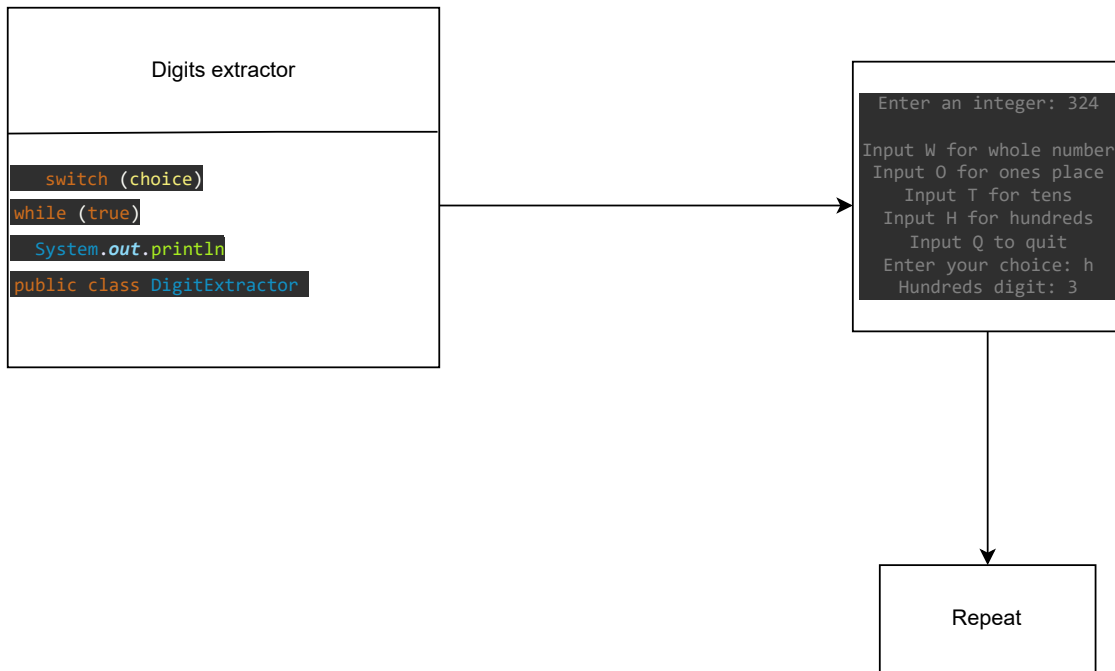 Digits extractor
switch (choice)
while (true)
System.out.println
public class DigitExtractor
Enter an integer: 324
Input W for whole number
Input O for ones place
Input T for tens
Input H for hundreds
Input Q to quit
Enter your choice: h
Hundreds digit: 3
Repeat